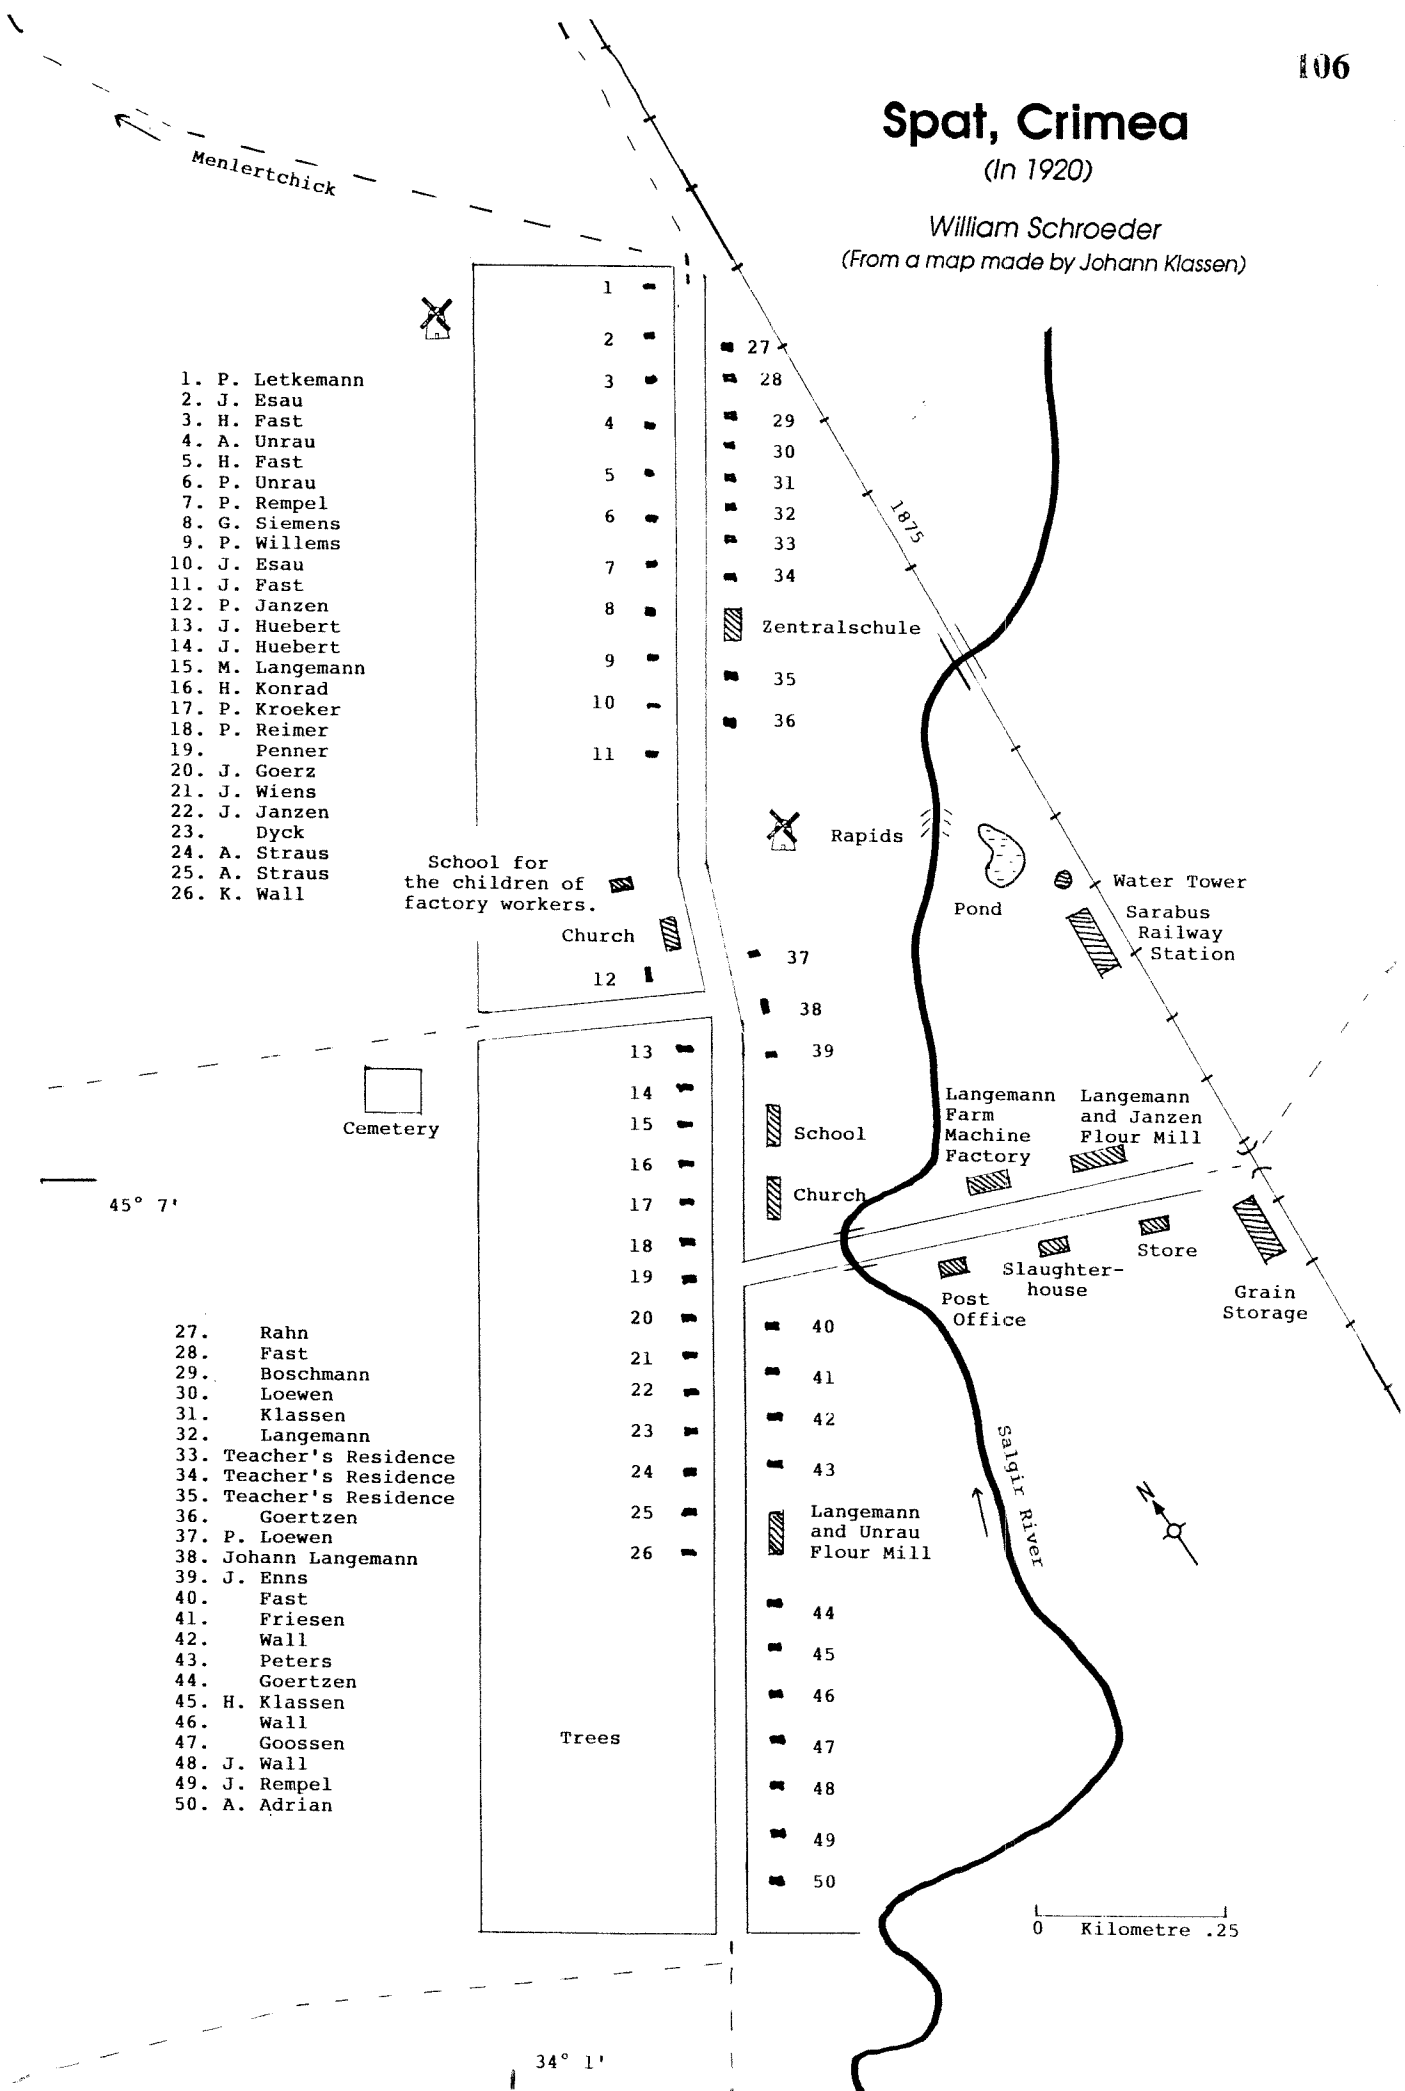 106
Spat, Crimea
(In 1920)
William Schroeder
(From a map made by Johann Klassen)
Menlertchick
1. P. Letkemann
2. J. Esau
3. H. Fast
4. A. Unrau
5. H. Fast
6. P. Unrau
7. P. Rempel
8. G. Siemens
9. P. Willems
10. J. Esau
11. J. Fast
12. P. Janzen
13. J. Huebert
14. J. Huebert
15. M. Langemann
16. H. Konrad
17. P. Kroeker
18. P. Reimer
19. Penner
20. J. Goerz
21. J. Wiens
22. J. Janzen
23. Dyck
24. A. Straus
25. A. Straus
26. K. Wall
1
2
3
4
5
6
7
8
9
10
11
27
28
29
30
31
32
33
34
Zentralschule
35
36
1875
Rapids
Pond
Water Tower
Sarabus
Railway
Station
School for
the children of
factory workers.
Church
12
37
38
39
Cemetery
45° 7'
13
14
15
16
17
18
19
20
21
22
23
24
25
26
School
Church
Langemann
Farm
Machine
Factory
Langemann
and Janzen
Flour Mill
Post
Office
Slaughter-
house
Store
Grain
Storage
27. Rahn
28. Fast
29. Boschmann
30. Loewen
31. Klassen
32. Langemann
33. Teacher's Residence
34. Teacher's Residence
35. Teacher's Residence
36. Goertzen
37. P. Loewen
38. Johann Langemann
39. J. Enns
40. Fast
41. Friesen
42. Wall
43. Peters
44. Goertzen
45. H. Klassen
46. Wall
47. Goossen
48. J. Wall
49. J. Rempel
50. A. Adrian
40
41
42
43
Langemann
and Unrau
Flour Mill
44
45
46
47
48
49
50
Salgir River
N
Trees
0 Kilometre .25
34° 1'